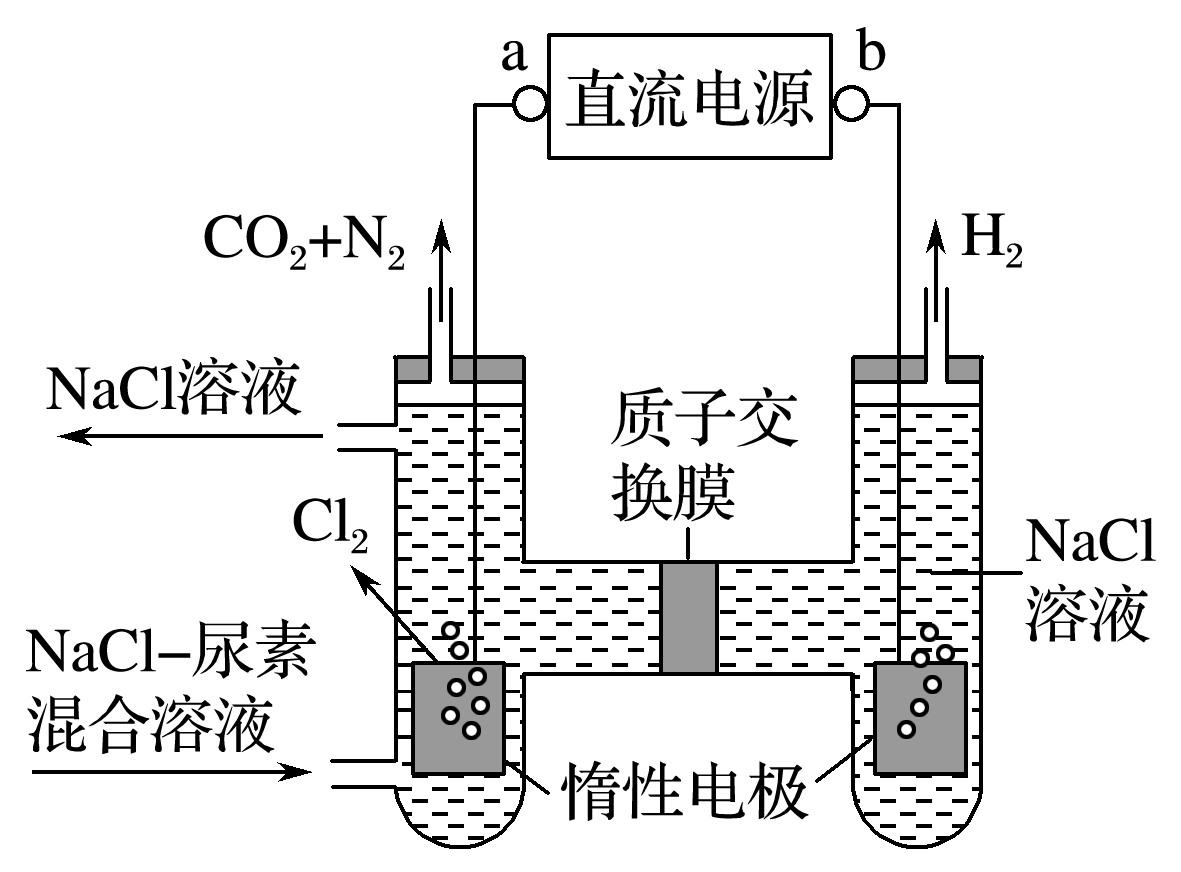 a
b
直流电源
CO₂+N₂
H₂
NaCl溶液
质子交
换膜
Cl₂
NaCl
溶液
NaCl-尿素
混合溶液
惰性电极